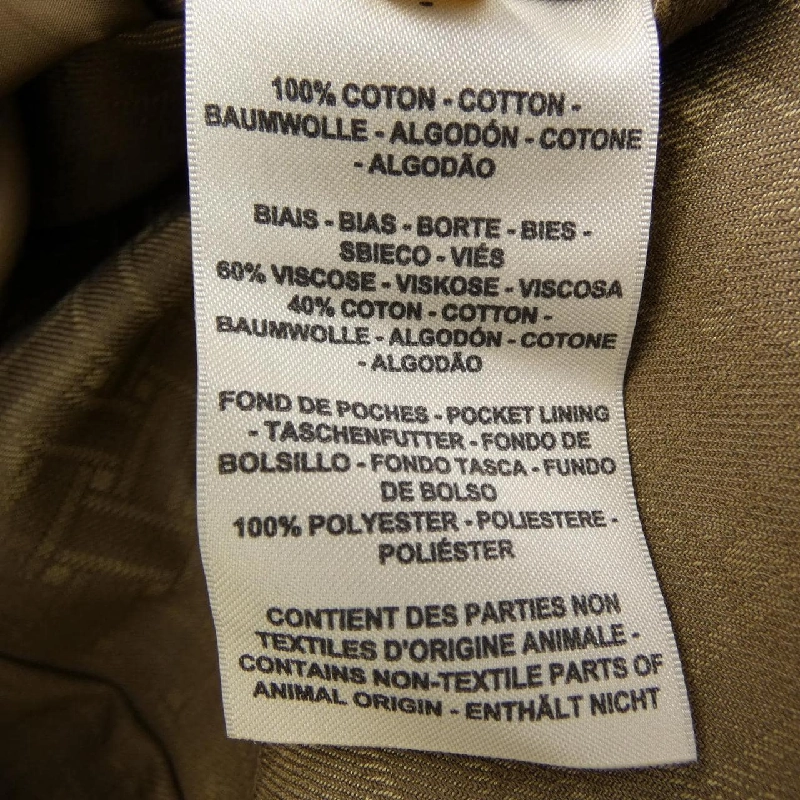 100% COTON - COTTON -
BAUMWOLLE - ALGODÓN - COTONE
- ALGODÃO
BIAIS - BIAS - BORTE - BIES -
SBIECO - VIÉS
60% VISCOSE - VISKOSE - VISCOSA
40% COTON - COTTON -
BAUMWOLLE - ALGODÓN - COTONE
- ALGODÃO
FOND DE POCHES - POCKET LINING
- TASCHENFUTTER - FONDO DE
BOLSILLO - FONDO TASCA - FUNDO
DE BOLSO
100% POLYESTER - POLIESTERE -
POLIÉSTER
CONTIENT DES PARTIES NON
TEXTILES D'ORIGINE ANIMALE -
CONTAINS NON-TEXTILE PARTS OF
ANIMAL ORIGIN - ENTHÄLT NICHT